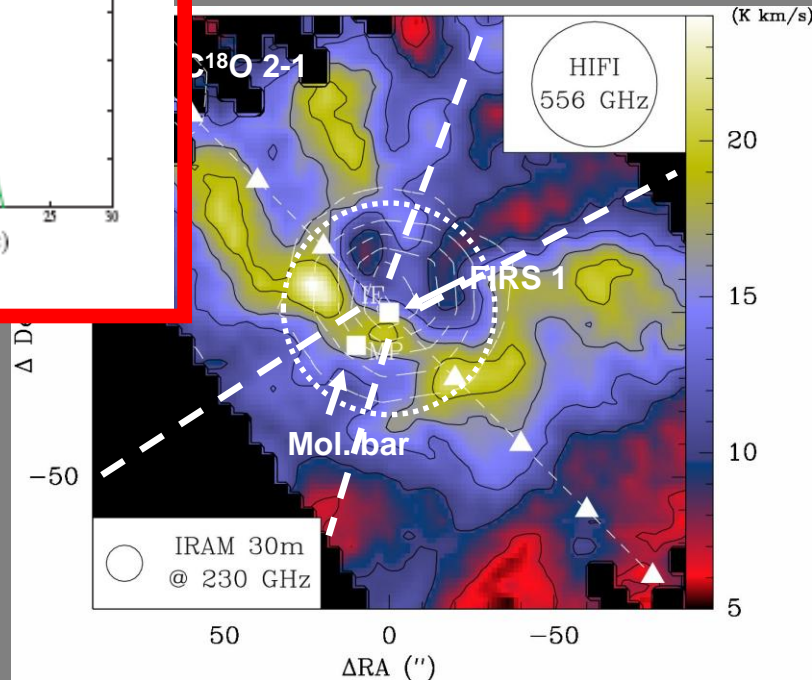 (K km/s)
C¹⁸O 2-1
HIFI
556 GHz
20
25
30
FIRS 1
15
IF
Δ
Mol. bar
10
−50
IRAM 30m
@ 230 GHz
5
50
0
−50
ΔRA (″)